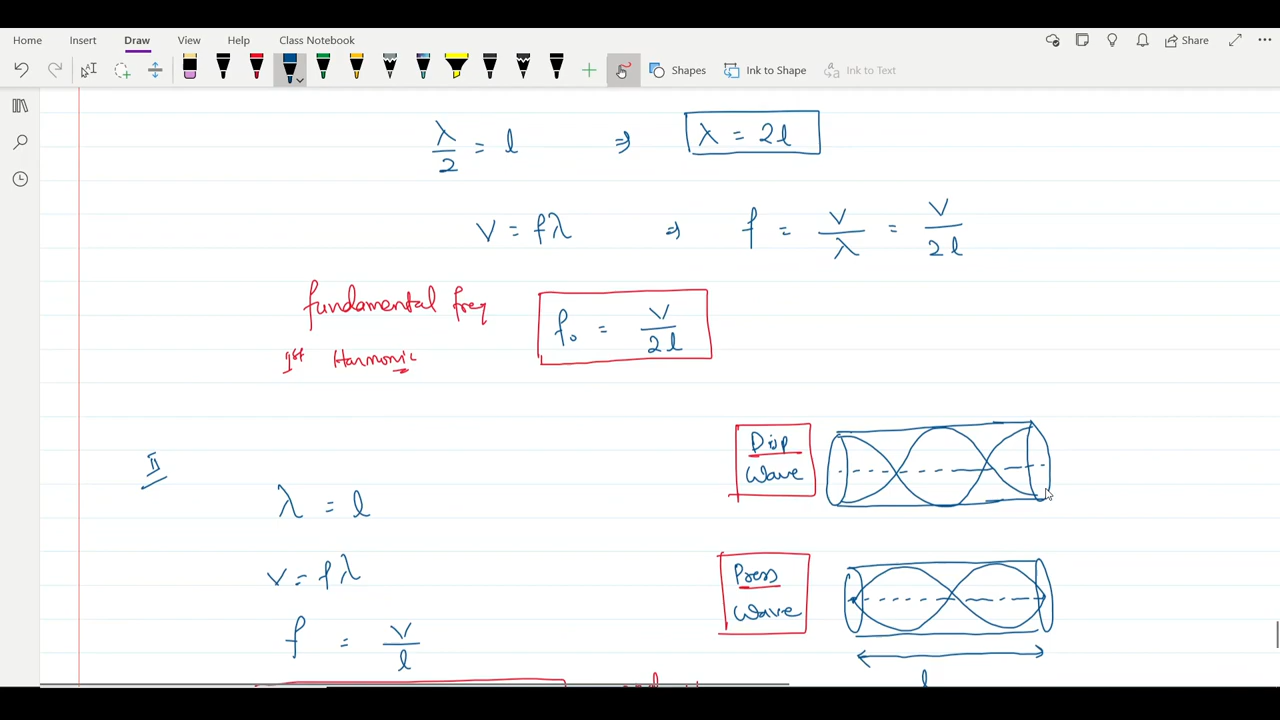 Home Insert Draw View Help Class Notebook
Share
Shapes Ink to Shape Ink to Text
λ/2 = l ⇒ λ = 2l
v = fλ ⇒ f = v/λ = v/2l
fundamental freq f₀ = v/2l
Ist Harmonic
II
Disp
Wave
λ = l
v = fλ
Press
Wave
f = v/l
l